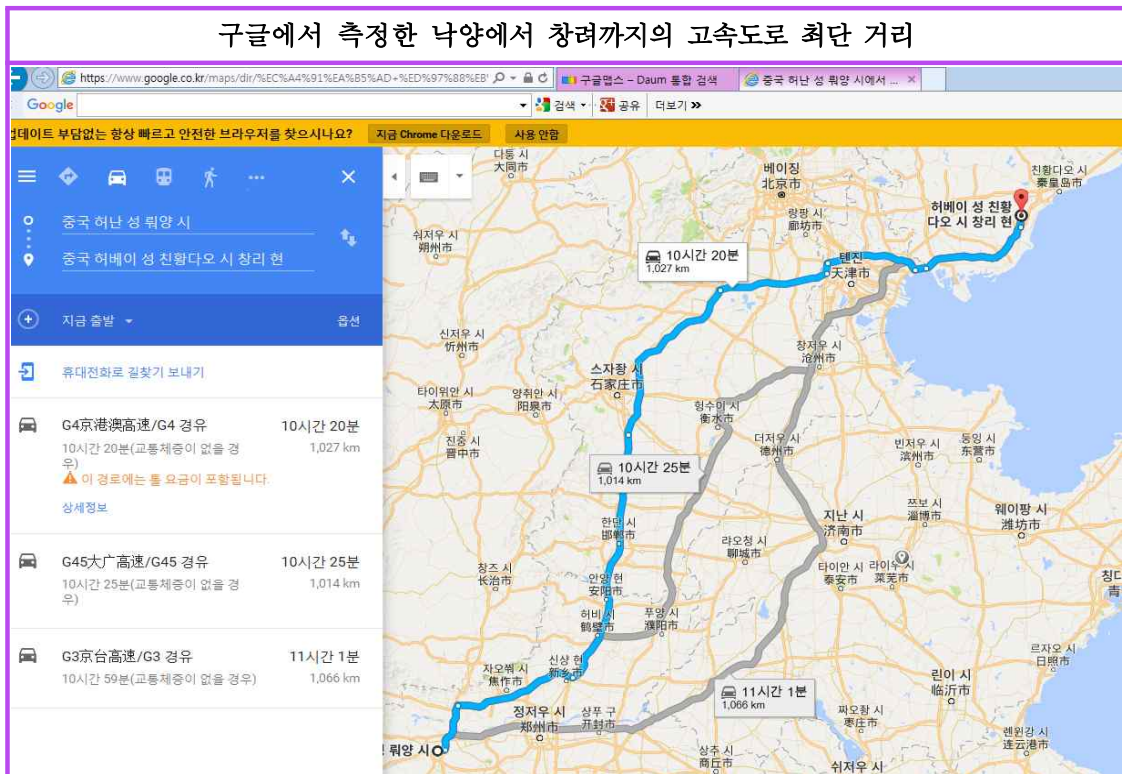 구글에서 측정한 낙양에서 창려까지의 고속도로 최단 거리
https://www.google.co.kr/maps/dir/%EC%A4%91%EA%B5%AD+%ED%97%88%EB%
구글맵스 – Daum 통합 검색
중국 허난 성 뤄양 시에서 ...
Google
검색
공유
더보기
업데이트 부담없는 항상 빠르고 안전한 브라우저를 찾으시나요?
지금 Chrome 다운로드
사용 안함
중국 허난 성 뤄양 시
중국 허베이 성 친황다오 시 창리 현
지금 출발
옵션
휴대전화로 길찾기 보내기
G4京港澳高速/G4 경유
10시간 20분
10시간 20분(교통체증이 없을 경
우)
1,027 km
이 경로에는 톨 요금이 포함됩니다.
상세정보
G45大广高速/G45 경유
10시간 25분
10시간 25분(교통체증이 없을 경
우)
1,014 km
G3京台高速/G3 경유
11시간 1분
10시간 59분(교통체증이 없을 경우)
1,066 km
다퉁 시
大同市
베이징
北京市
친황다오 시
秦皇岛市
허베이 성 친황
다오 시 창리 현
랑팡 시
廊坊市
쉬저우 시
朔州市
10시간 20분
1,027 km
톈진
天津市
신저우 시
忻州市
창저우 시
沧州市
스자좡 시
石家庄市
타이위안 시
太原市
양취안 시
阳泉市
헝수이 시
衡水市
진중 시
晋中市
더저우 시
德州市
빈저우 시
滨州市
둥잉 시
东营市
10시간 25분
1,014 km
쯔보 시
淄博市
웨이팡 시
潍坊市
지난 시
济南市
한단 시
邯郸市
랴오청 시
聊城市
창즈 시
长治市
안양 현
安阳市
타이안 시
泰安市
라이우 시
莱芜市
칭다
青
허비 시
鹤壁市
푸양 시
濮阳市
르자오 시
日照市
자오쭤 시
焦作市
신샹 현
新乡市
린이 시
临沂市
11시간 1분
1,066 km
정저우 시
郑州市
샹푸 구
开封市
짜오좡 시
枣庄市
롄윈강 시
连云港市
뤄양 시
상추 시
商丘市
쉬저우 시